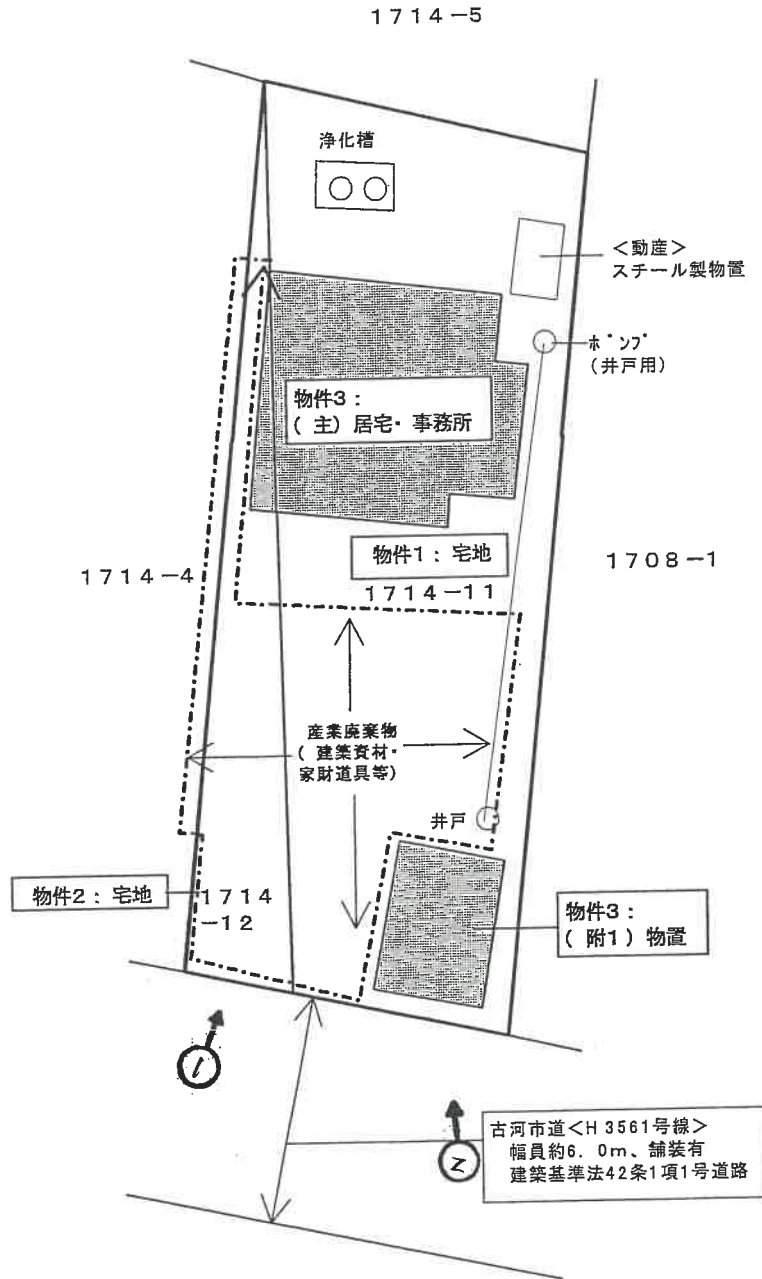 1714-5
浄化槽
<動産>
スチール製物置
ポンプ
(井戸用)
物件3:
(主)居宅・事務所
物件1:宅地
1714-11
1714-4
1708-1
産業廃棄物
(建築資材・
家財道具等)
井戸
物件2:宅地
1714
-12
物件3:
(附1)物置
1
2
古河市道<H3561号線>
幅員約6.0m、舗装有
建築基準法42条1項1号道路